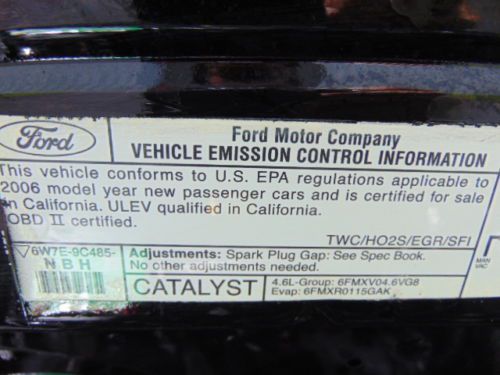 Ford
Ford Motor Company
VEHICLE EMISSION CONTROL INFORMATION
This vehicle conforms to U.S. EPA regulations applicable to
2006 model year new passenger cars and is certified for sale
in California. ULEV qualified in California.
OBD II certified.
TWC/HO2S/EGR/SFI
6W7E-9C485-
NBH
Adjustments: Spark Plug Gap: See Spec Book.
No other adjustments needed.
CATALYST
4.6L-Group: 6FMXV04.6VG8
Evap: 6FMXR0115GAK
MAN
VAC